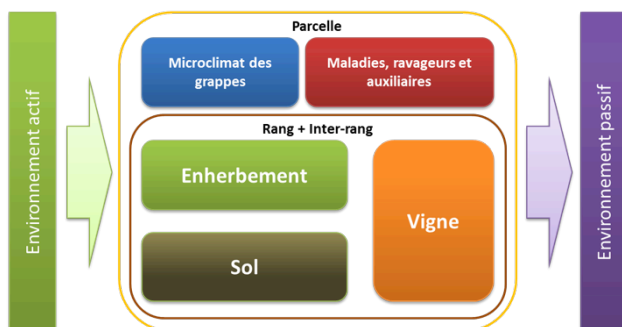 Environnement actif
Parcelle
Microclimat des
grappes
Maladies, ravageurs et
auxiliaires
Rang + Inter-rang
Enherbement
Sol
Vigne
Environnement passif